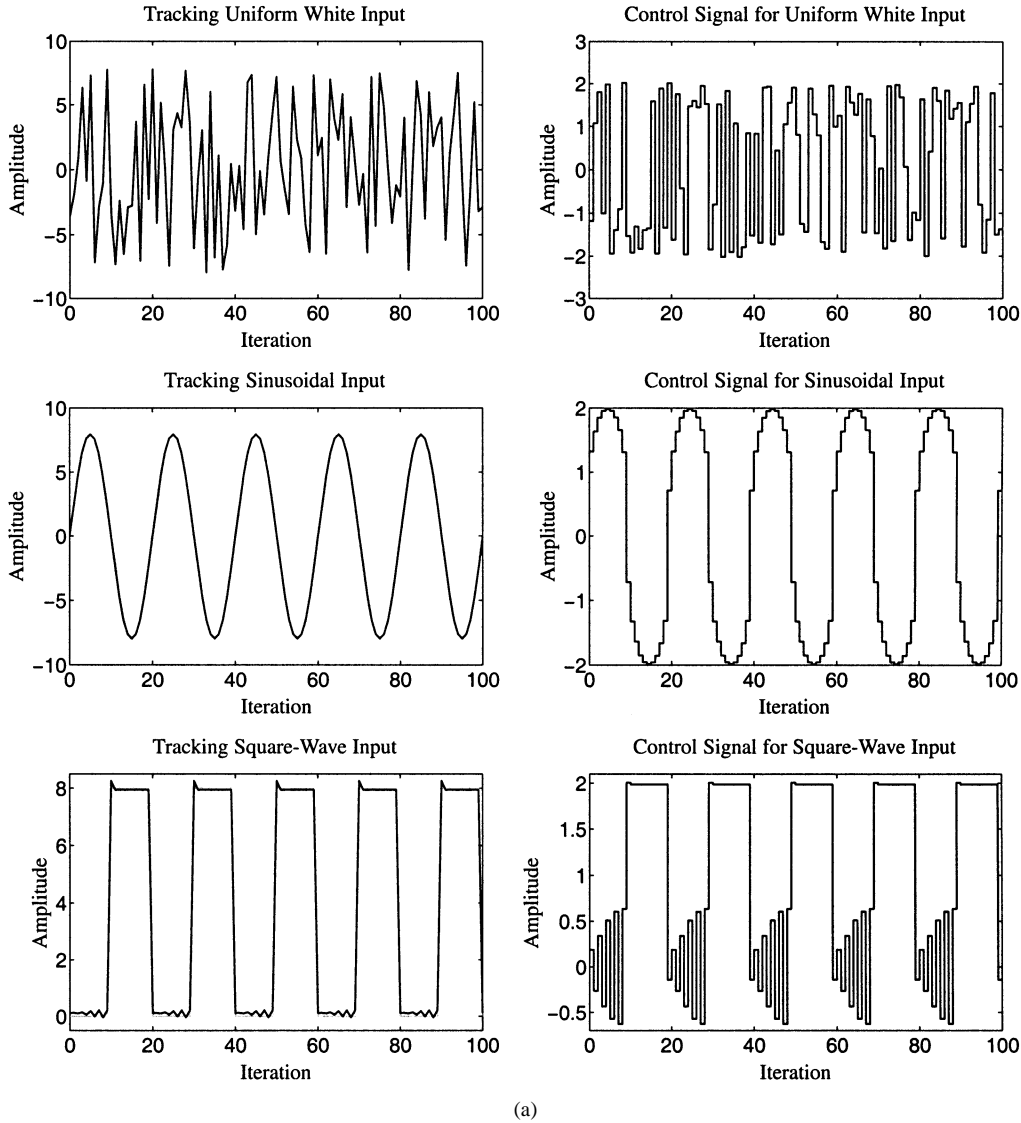 Tracking Uniform White Input
10
5
0
−5
−10
Amplitude
0 20 40 60 80 100
Iteration
Control Signal for Uniform White Input
3
2
1
0
−1
−2
−3
Amplitude
0 20 40 60 80 100
Iteration
Tracking Sinusoidal Input
10
5
0
−5
−10
Amplitude
0 20 40 60 80 100
Iteration
Control Signal for Sinusoidal Input
2
1
0
−1
−2
Amplitude
0 20 40 60 80 100
Iteration
Tracking Square-Wave Input
8
6
4
2
0
Amplitude
0 20 40 60 80 100
Iteration
Control Signal for Square-Wave Input
2
1.5
1
0.5
0
−0.5
Amplitude
0 20 40 60 80 100
Iteration
(a)